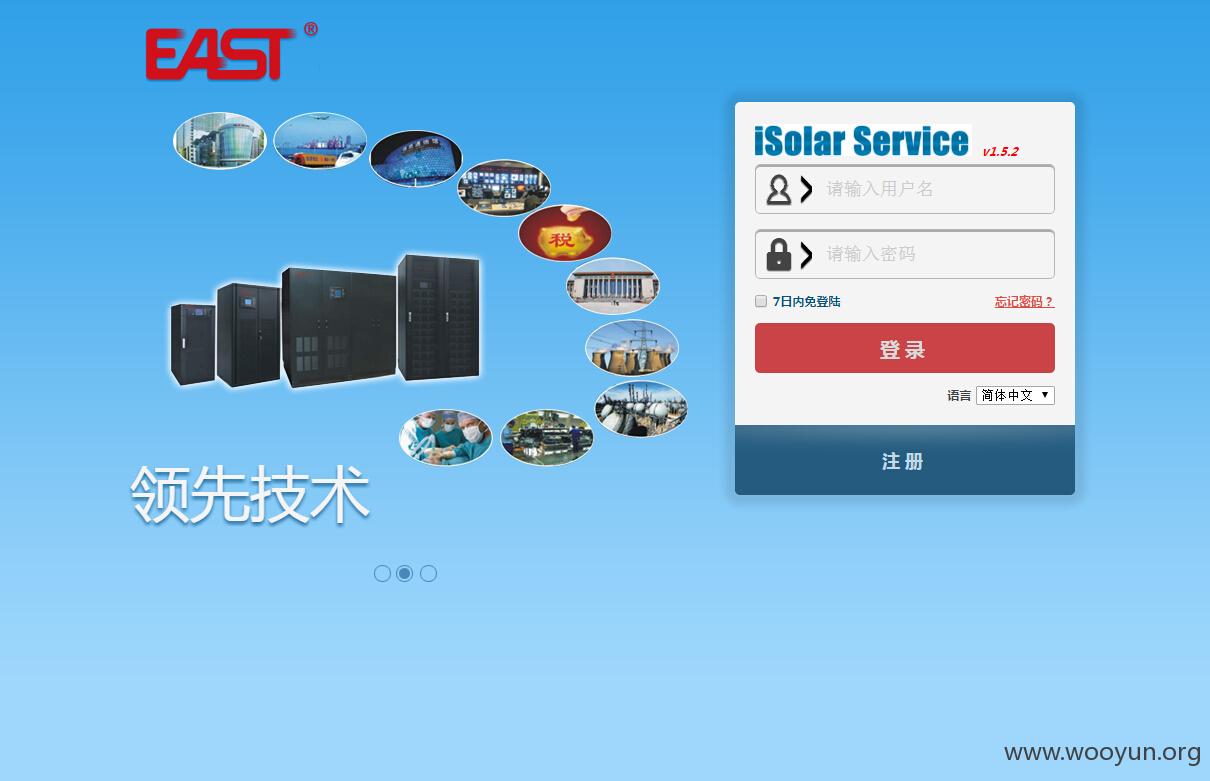 EAST®
iSolar Service v1.5.2
请输入用户名
税
请输入密码
7日内免登陆 忘记密码？
登录
语言 简体中文
注册
领先技术
www.wooyun.org